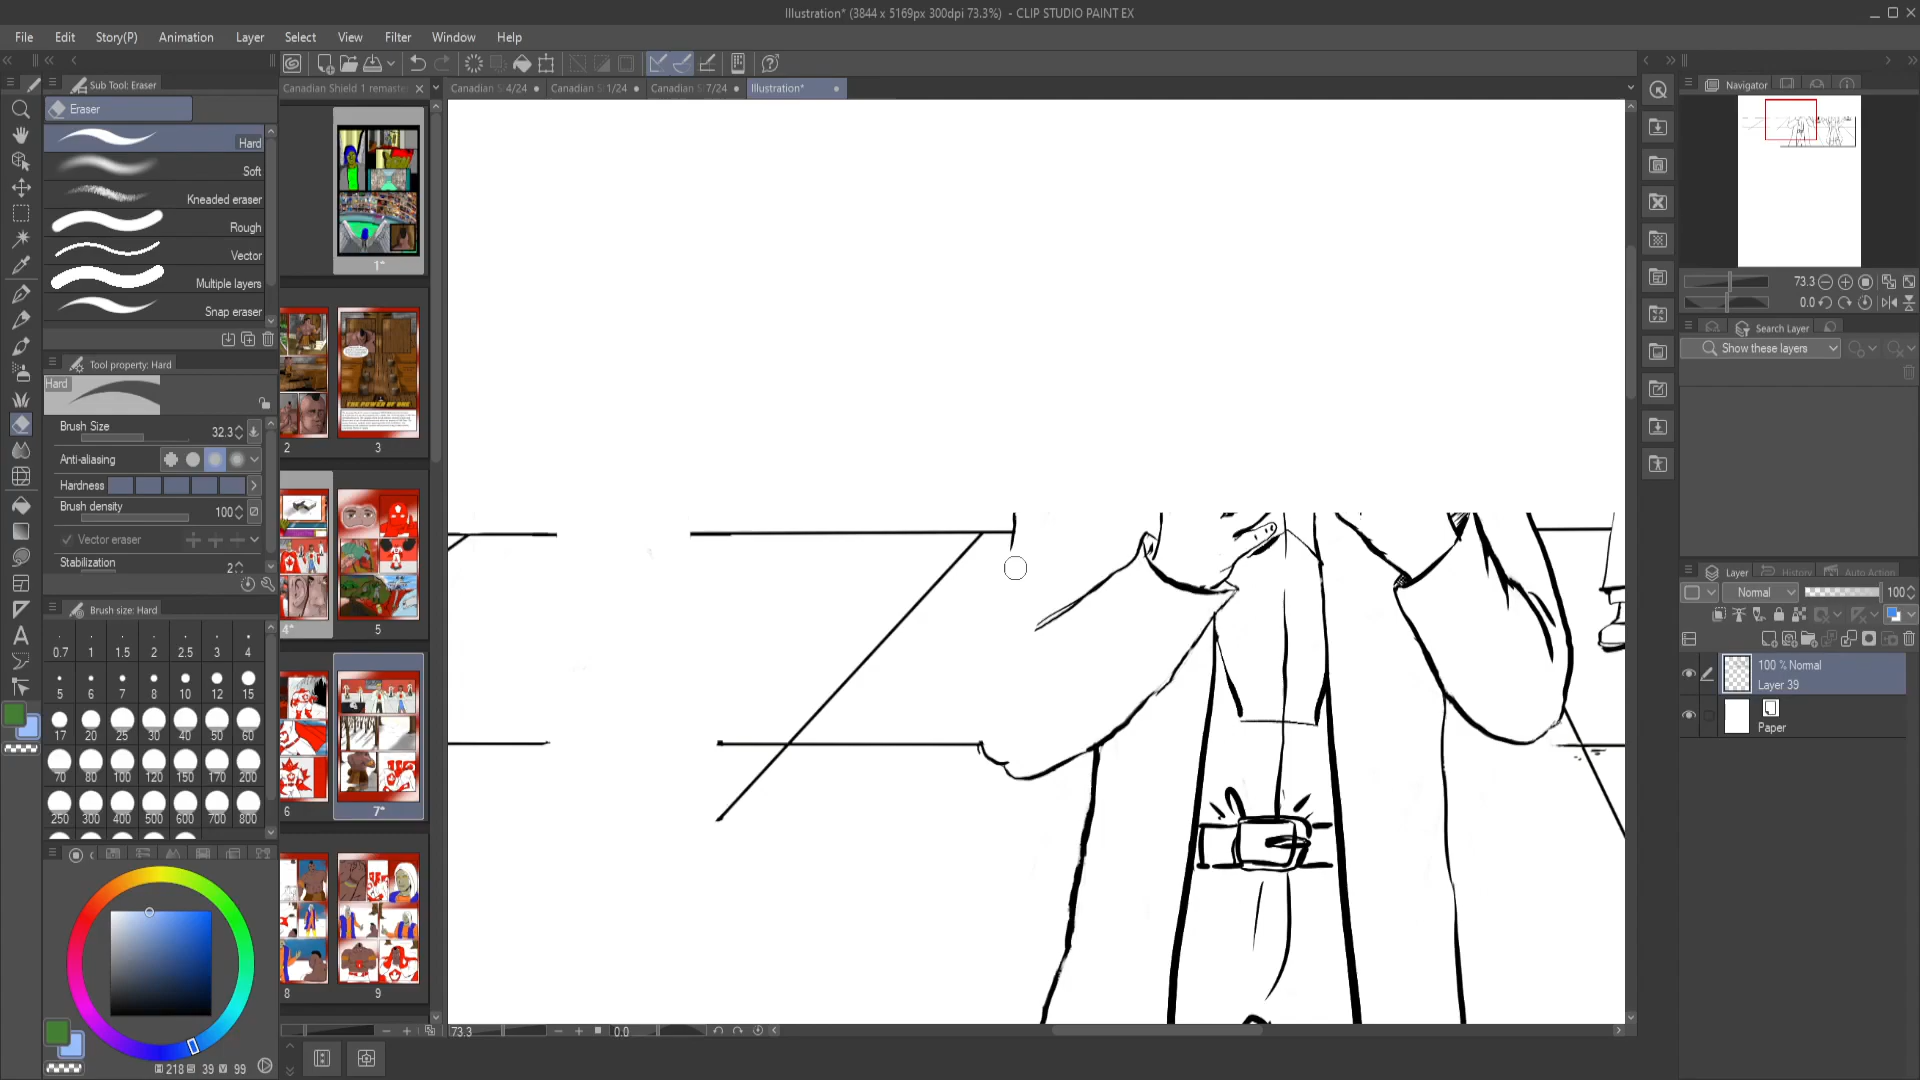 Illustration* (3844 x 5169px 300dpi 73.3%) - CLIP STUDIO PAINT EX
File Edit Story(P) Animation Layer Select View Filter Window Help
Sub Tool: Eraser
Eraser
Hard
Soft
Kneaded eraser
Rough
Vector
Multiple layers
Snap eraser
Tool property: Hard
Hard
Brush Size 32.3
Anti-aliasing
Hardness
Brush density 100
Vector eraser
Stabilization 2
Brush size: Hard
0.7 1 1.5 2 2.5 3 4
5 6 7 8 10 12 15
17 20 25 30 40 50 60
70 80 100 120 150 170 200
250 300 400 500 600 700 800
218 39 99
Canadian Shield 1 remaste
Canadian S 4/24
Canadian S 1/24
Canadian S 7/24
Illustration*
1*
2 3
THE POWER OF ONE
4* 5
6 7*
8 9
73.3 0.0
Navigator
73.3
0.0
Search Layer
Show these layers
Layer History Auto Action
Normal 100
100 % Normal
Layer 39
Paper